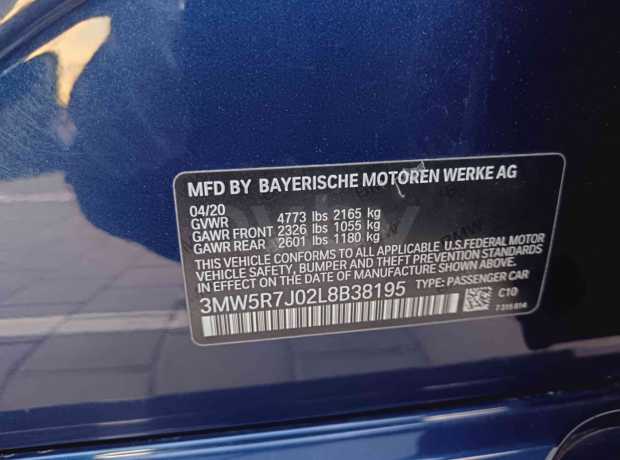 MFD BY BAYERISCHE MOTOREN WERKE AG
04/20
GVWR 4773 lbs 2165 kg
GAWR FRONT 2326 lbs 1055 kg
GAWR REAR 2601 lbs 1180 kg
THIS VEHICLE CONFORMS TO ALL APPLICABLE U.S.FEDERAL MOTOR
VEHICLE SAFETY, BUMPER, AND THEFT PREVENTION STANDARDS
IN EFFECT ON THE DATE OF MANUFACTURE SHOWN ABOVE.
3MW5R7J02L8B38195 TYPE: PASSENGER CAR
C10
7315814